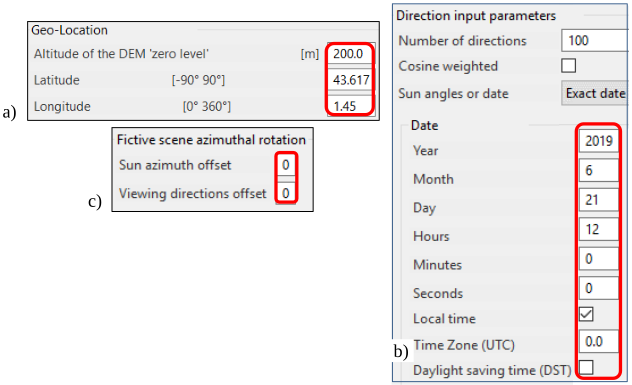 Geo-Location
Altitude of the DEM 'zero level' [m] 200.0
Latitude [-90° 90°] 43.617
Longitude [0° 360°] 1.45
a)
Fictive scene azimuthal rotation
Sun azimuth offset 0
Viewing directions offset 0
c)
Direction input parameters
Number of directions 100
Cosine weighted
Sun angles or date Exact date
Date
Year 2019
Month 6
Day 21
Hours 12
Minutes 0
Seconds 0
Local time
Time Zone (UTC) 0.0
b)
Daylight saving time (DST)